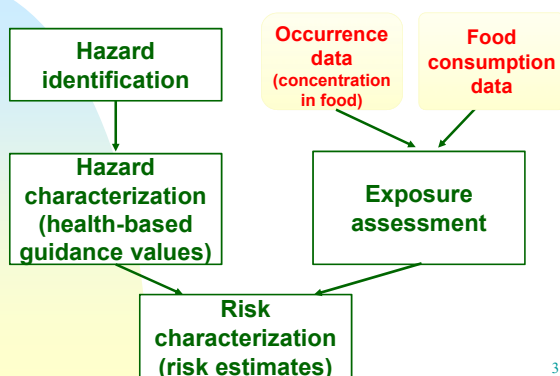 Hazard
identification
Occurrence
data
(concentration
in food)
Food
consumption
data
Hazard
characterization
(health-based
guidance values)
Exposure
assessment
Risk
characterization
(risk estimates)
3